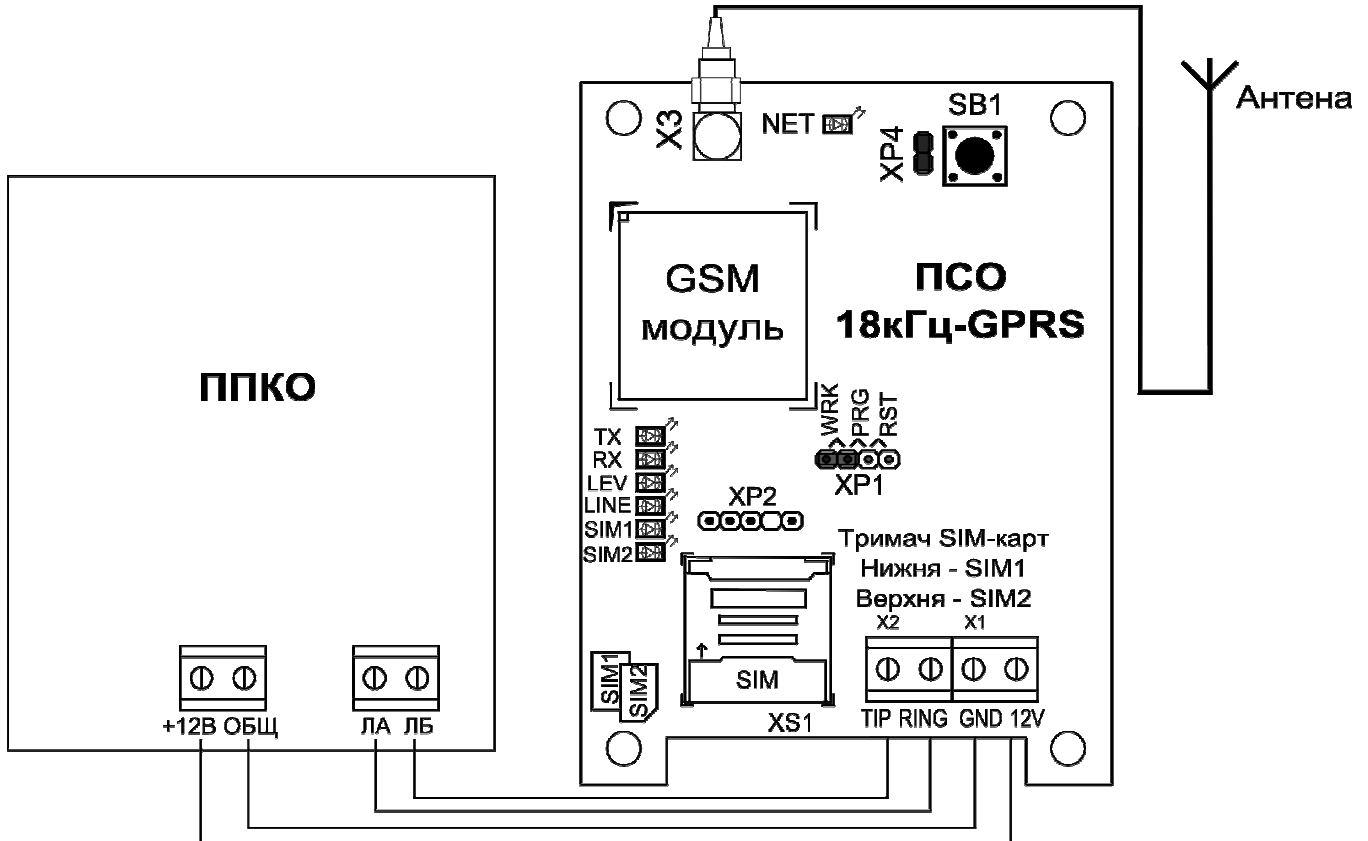 Антена
X3
NET
SB1
XP4
GSM
модуль
ПСО
18кГц-GPRS
ППКО
WRK
PRG
RST
XP1
TX
RX
LEV
LINE
SIM1
SIM2
XP2
Тримач SIM-карт
Нижня - SIM1
Верхня - SIM2
X2 X1
SIM1
SIM2
SIM
XS1
TIP RING GND 12V
+12В ОБЩ
ЛА ЛБ